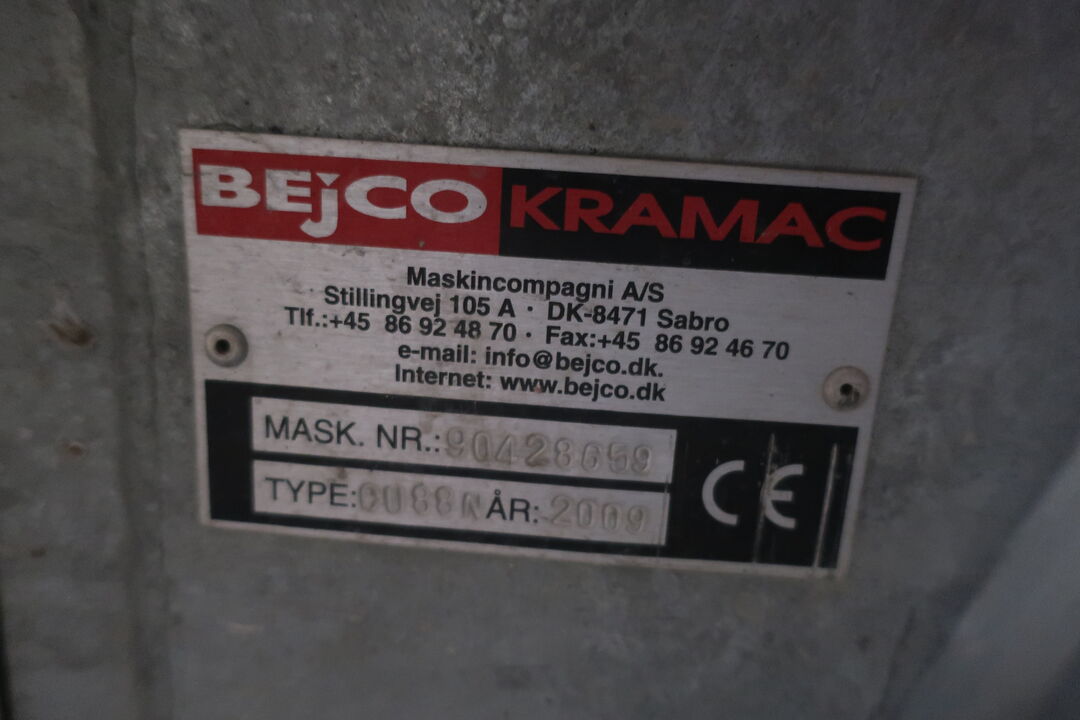 BEjCO KRAMAC
Maskincompagni A/S
Stillingvej 105 A · DK-8471 Sabro
Tlf.:+45 86 92 48 70 · Fax:+45 86 92 46 70
e-mail: info@bejco.dk.
Internet: www.bejco.dk
MASK. NR.:
TYPE: ÅR: 2009
CE